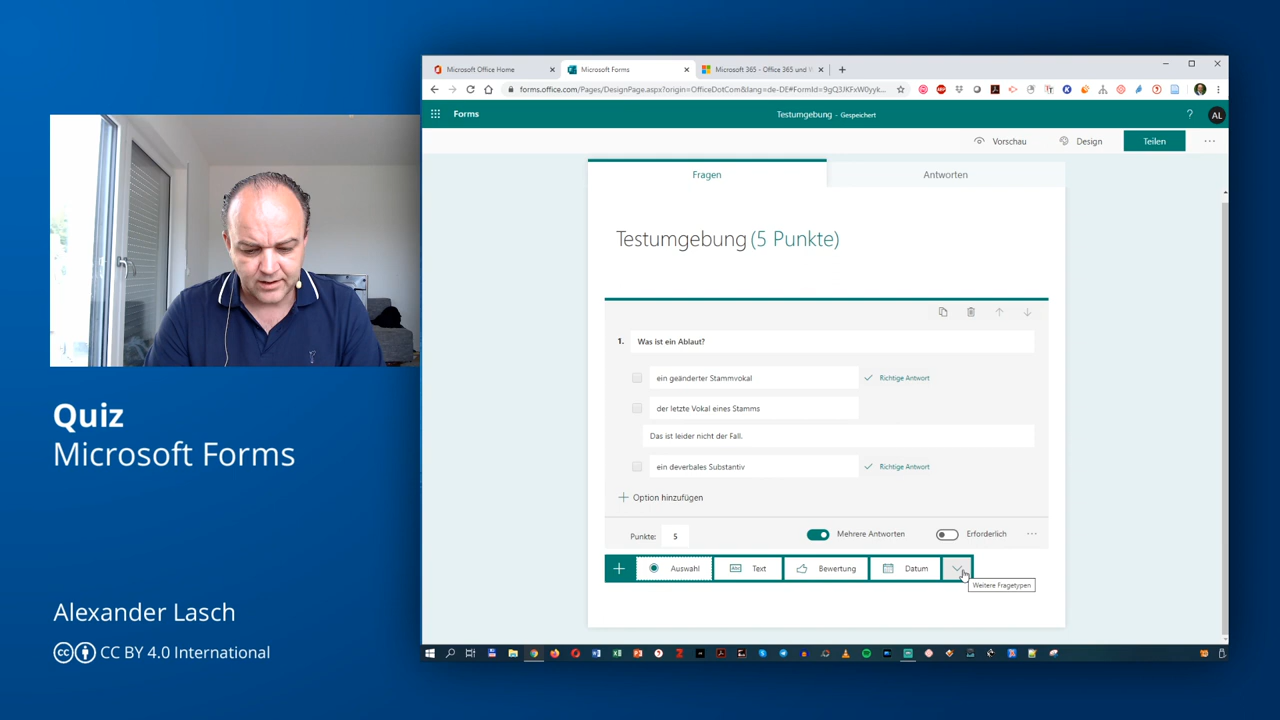 Microsoft Office Home
Microsoft Forms
Microsoft 365 - Office 365 und
forms.office.com/Pages/DesignPage.aspx?origin=OfficeDotCom&lang=de-DE#FormId=9gQ3JKFxW0yyk...
Forms
Testumgebung - Gespeichert
? AL
Vorschau
Design
Teilen
Fragen
Antworten
Testumgebung (5 Punkte)
1. Was ist ein Ablaut?
ein geänderter Stammvokal
Richtige Antwort
der letzte Vokal eines Stamms
Das ist leider nicht der Fall.
ein deverbales Substantiv
Richtige Antwort
Option hinzufügen
Punkte: 5
Mehrere Antworten
Erforderlich
Auswahl
Text
Bewertung
Datum
Weitere Fragetypen
Quiz
Microsoft Forms
Alexander Lasch
CC BY 4.0 International